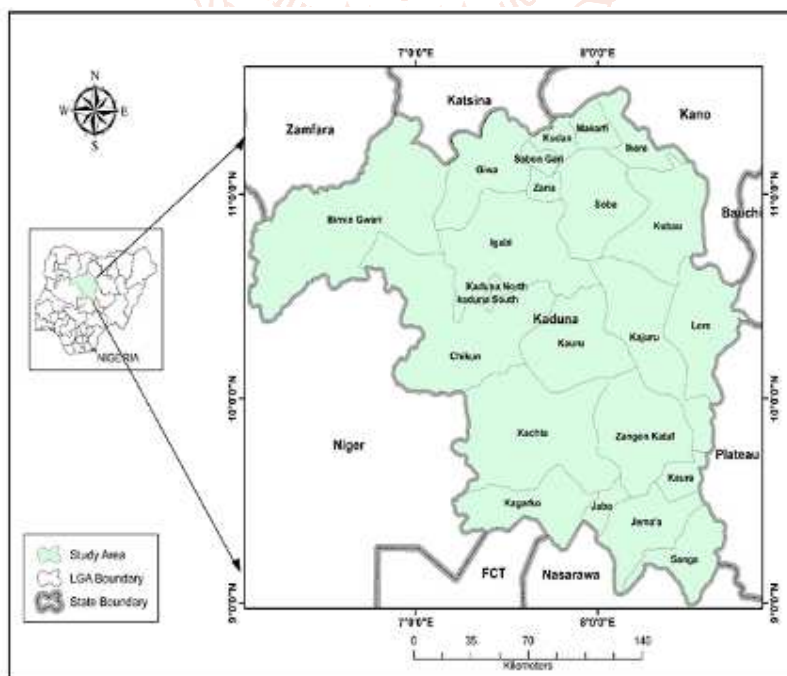 7°0'0"E 8°0'0"E
N
W E
S
Katsina
Zamfara
Kano
Makarfi
Kudan
Ikara
Sabon Gari
Giwa
Zaria
11°0'0"N 11°0'0"N
Soba
Birnin Gwari
Bauchi
Kubau
Igabi
Kaduna North
kaduna South
Kaduna
Lere
Kauru
Kajuru
Chikun
NIGERIA
10°0'0"N 10°0'0"N
Kachia
Zangon Kataf
Niger
Plateau
Kaura
Kagarko
Jaba
Jama'a
Sanga
Study Area
FCT
Nasarawa
LGA Boundary
State Boundary
9°0'0"N 9°0'0"N
7°0'0"E 8°0'0"E
0 35 70 140
Kilometers